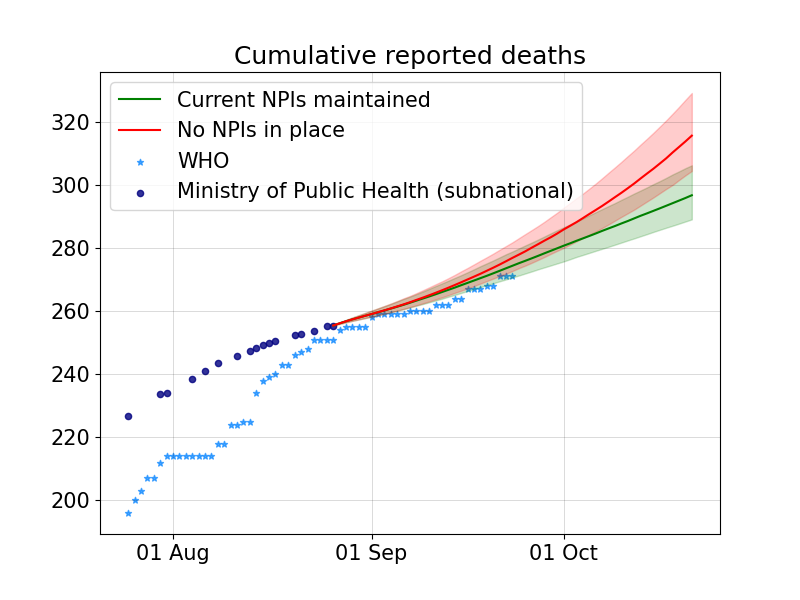 Cumulative reported deaths
Current NPIs maintained
No NPIs in place
WHO
Ministry of Public Health (subnational)
320
300
280
260
240
220
200
01 Aug
01 Sep
01 Oct